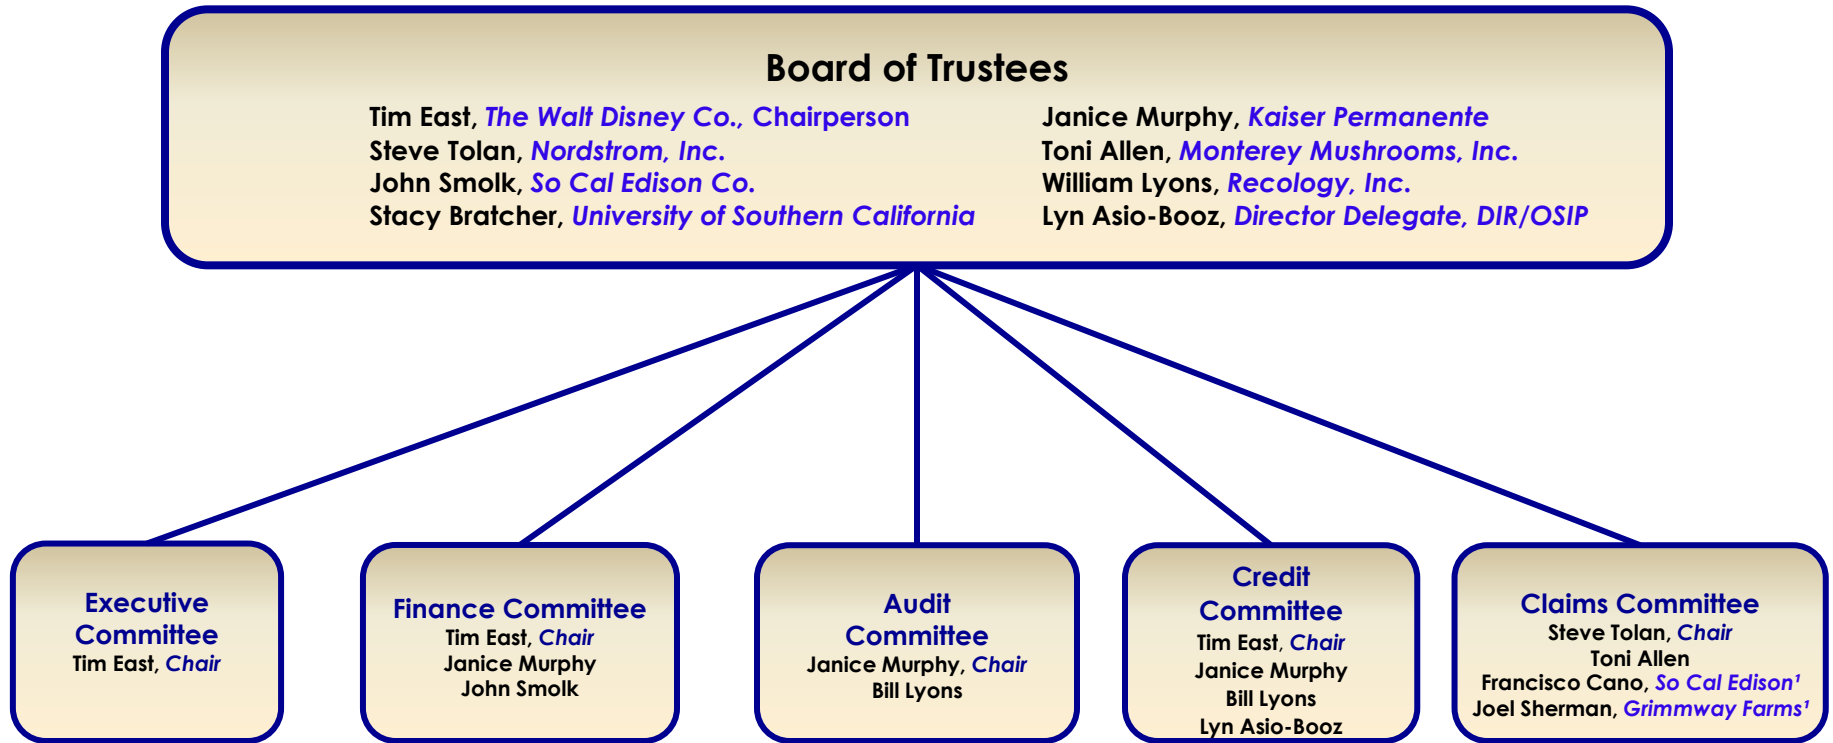 Board of Trustees
Tim East, The Walt Disney Co., Chairperson
Steve Tolan, Nordstrom, Inc.
John Smolk, So Cal Edison Co.
Stacy Bratcher, University of Southern California
Janice Murphy, Kaiser Permanente
Toni Allen, Monterey Mushrooms, Inc.
William Lyons, Recology, Inc.
Lyn Asio-Booz, Director Delegate, DIR/OSIP
Executive
Committee
Tim East, Chair
Finance Committee
Tim East, Chair
Janice Murphy
John Smolk
Audit
Committee
Janice Murphy, Chair
Bill Lyons
Credit
Committee
Tim East, Chair
Janice Murphy
Bill Lyons
Lyn Asio-Booz
Claims Committee
Steve Tolan, Chair
Toni Allen
Francisco Cano, So Cal Edison¹
Joel Sherman, Grimmway Farms¹